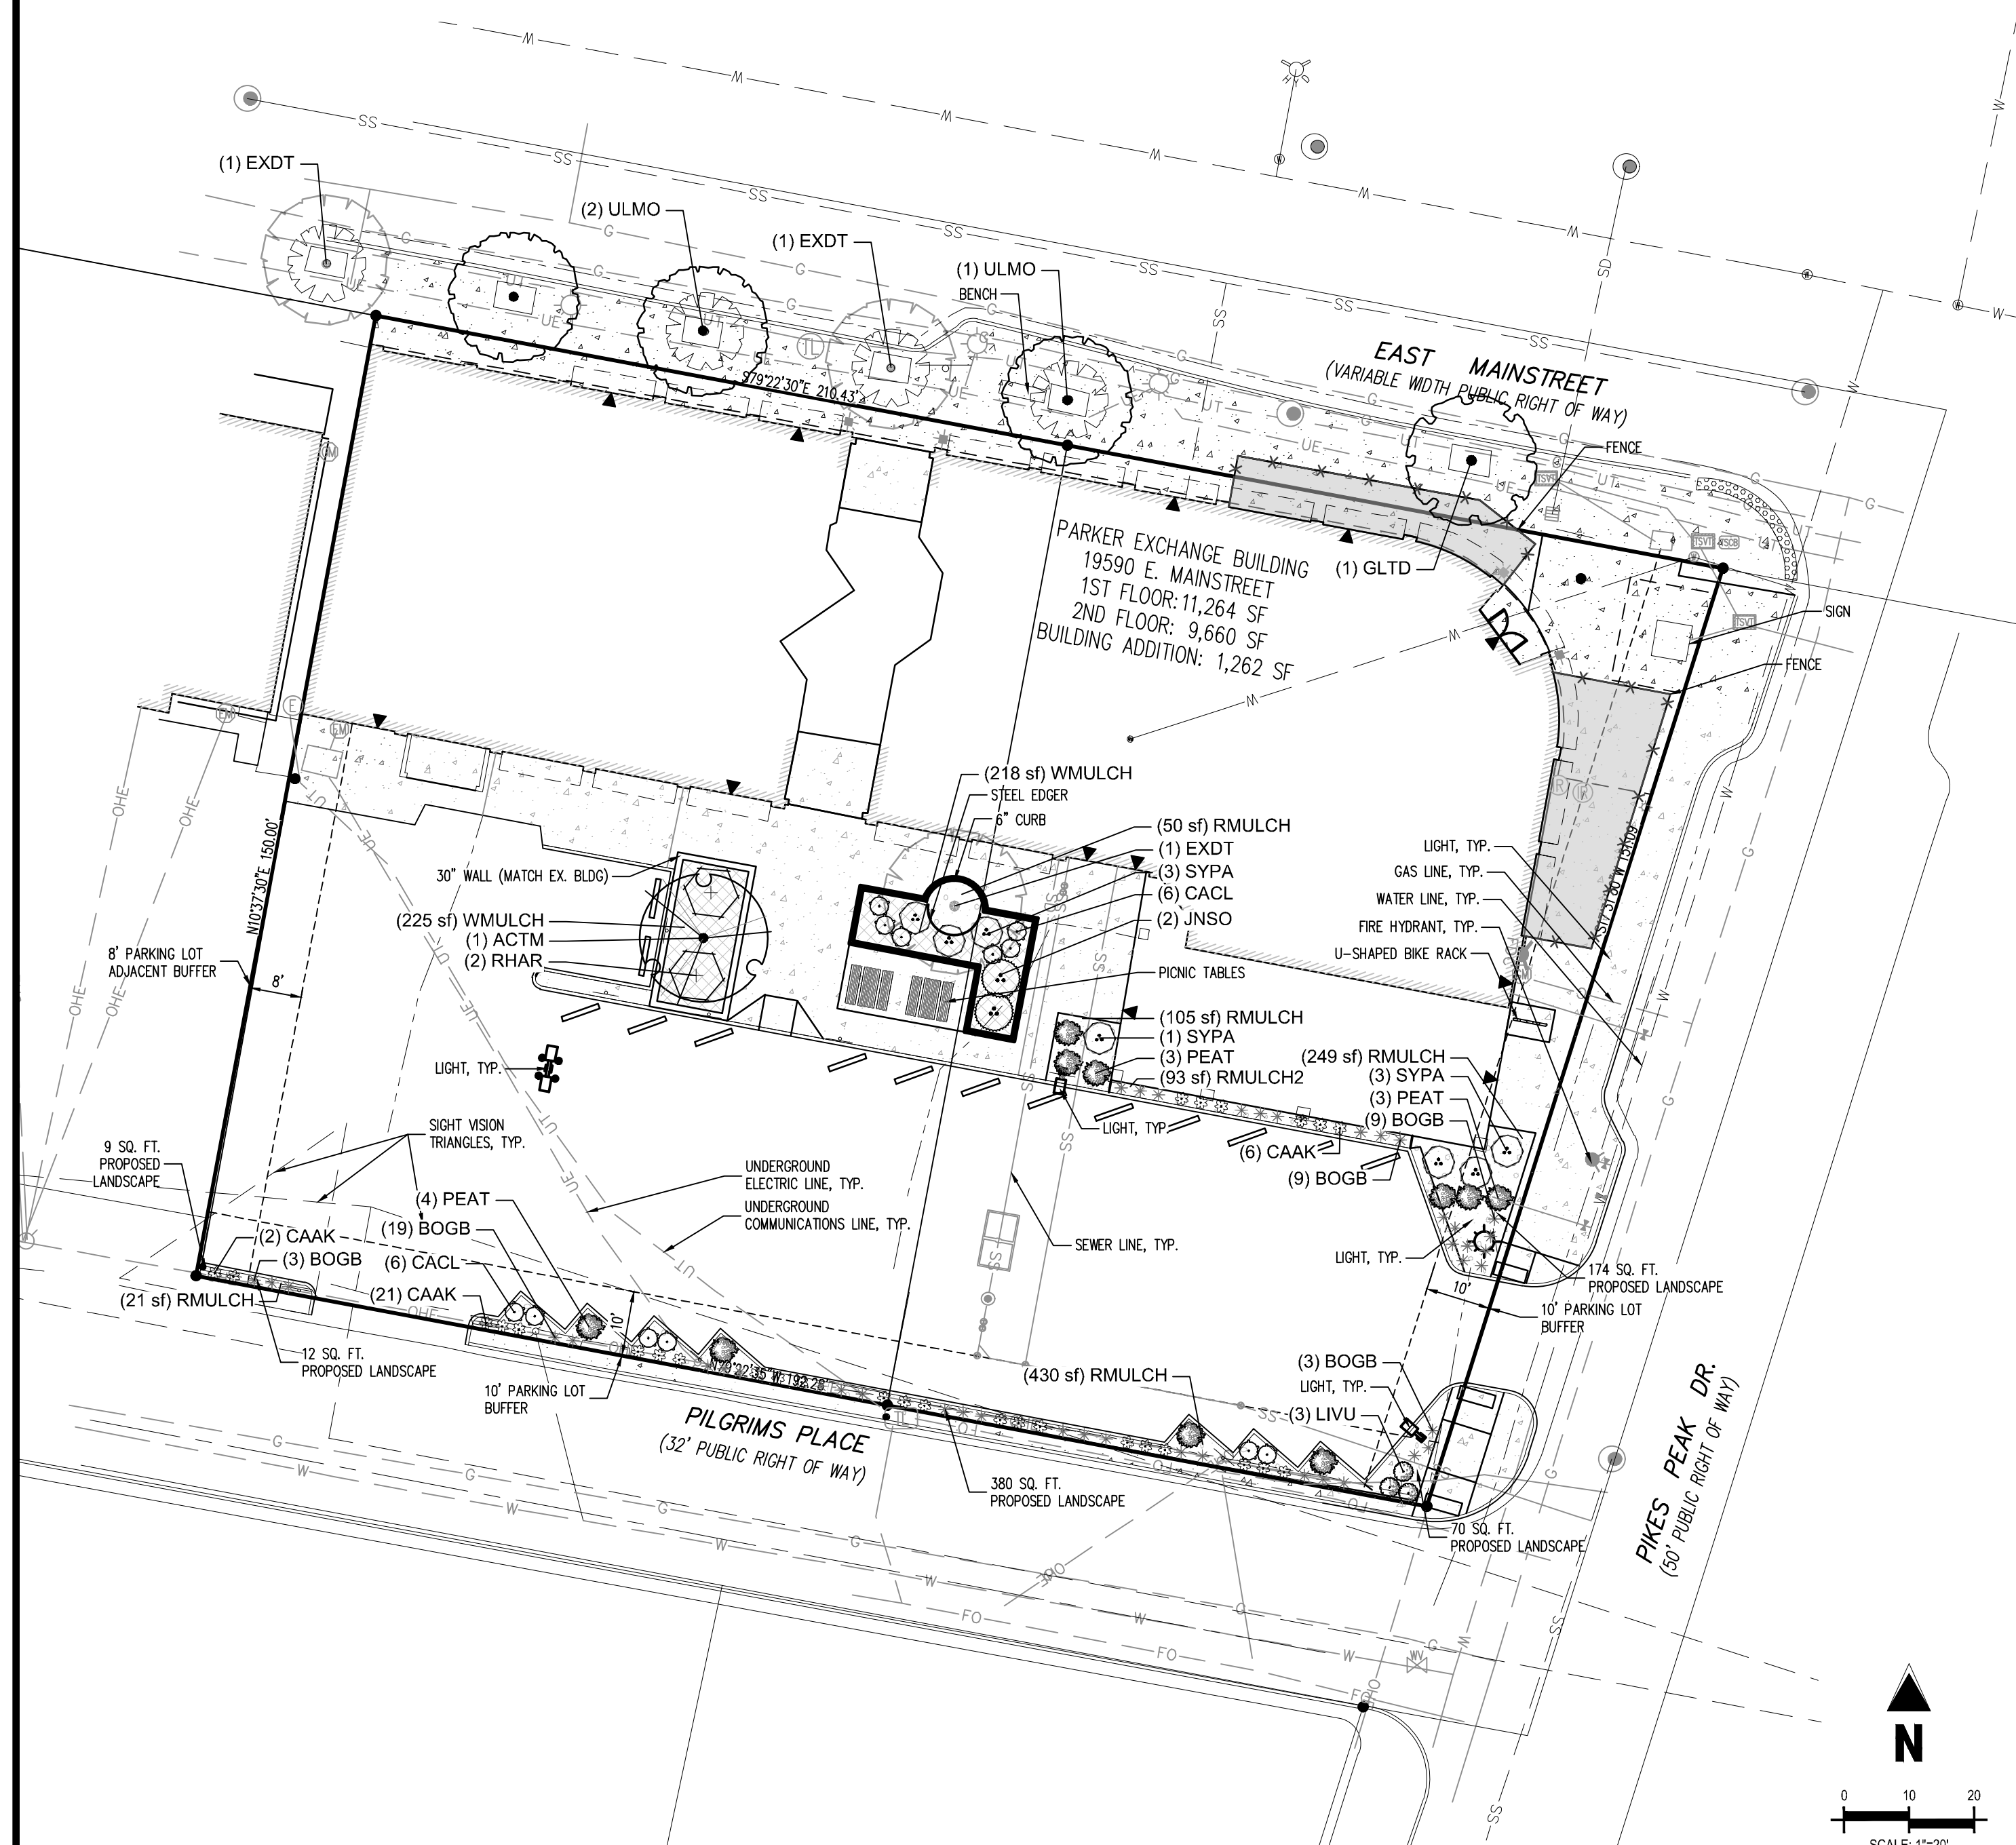 (1) EXDT
(2) ULMO
(1) EXDT
(1) ULMO
BENCH
EAST MAINSTREET
(VARIABLE WIDTH PUBLIC RIGHT OF WAY)
S79°22'30"E 210.43'
FENCE
(1) GLTD
PARKER EXCHANGE BUILDING
19590 E. MAINSTREET
1ST FLOOR: 11,264 SF
2ND FLOOR: 9,660 SF
BUILDING ADDITION: 1,262 SF
SIGN
FENCE
(218 sf) WMULCH
STEEL EDGER
6" CURB
(50 sf) RMULCH
(1) EXDT
(3) SYPA
(6) CACL
(2) JNSO
PICNIC TABLES
30" WALL (MATCH EX. BLDG)
(225 sf) WMULCH
(1) ACTM
(2) RHAR
N10°37'30"E 150.00'
8' PARKING LOT
ADJACENT BUFFER
8'
LIGHT, TYP.
GAS LINE, TYP.
WATER LINE, TYP.
FIRE HYDRANT, TYP.
U-SHAPED BIKE RACK
(105 sf) RMULCH
(1) SYPA
(3) PEAT
(93 sf) RMULCH2
(249 sf) RMULCH
(3) SYPA
(3) PEAT
(9) BOGB
LIGHT, TYP.
LIGHT, TYP.
(6) CAAK
(9) BOGB
SIGHT VISION
TRIANGLES, TYP.
9 SQ. FT.
PROPOSED
LANDSCAPE
UNDERGROUND
ELECTRIC LINE, TYP.
UNDERGROUND
COMMUNICATIONS LINE, TYP.
SEWER LINE, TYP.
(4) PEAT
(19) BOGB
(6) CACL
(21) CAAK
(2) CAAK
(3) BOGB
(21 sf) RMULCH
12 SQ. FT.
PROPOSED LANDSCAPE
10' PARKING LOT
BUFFER
10'
LIGHT, TYP.
174 SQ. FT.
PROPOSED LANDSCAPE
10'
10' PARKING LOT
BUFFER
(430 sf) RMULCH
(3) BOGB
LIGHT, TYP.
(3) LIVU
N79°22'35"W 192.28'
PILGRIMS PLACE
(32' PUBLIC RIGHT OF WAY)
380 SQ. FT.
PROPOSED LANDSCAPE
70 SQ. FT.
PROPOSED LANDSCAPE
PIKES PEAK DR.
(50' PUBLIC RIGHT OF WAY)
N
0 10 20
SCALE: 1"=20'